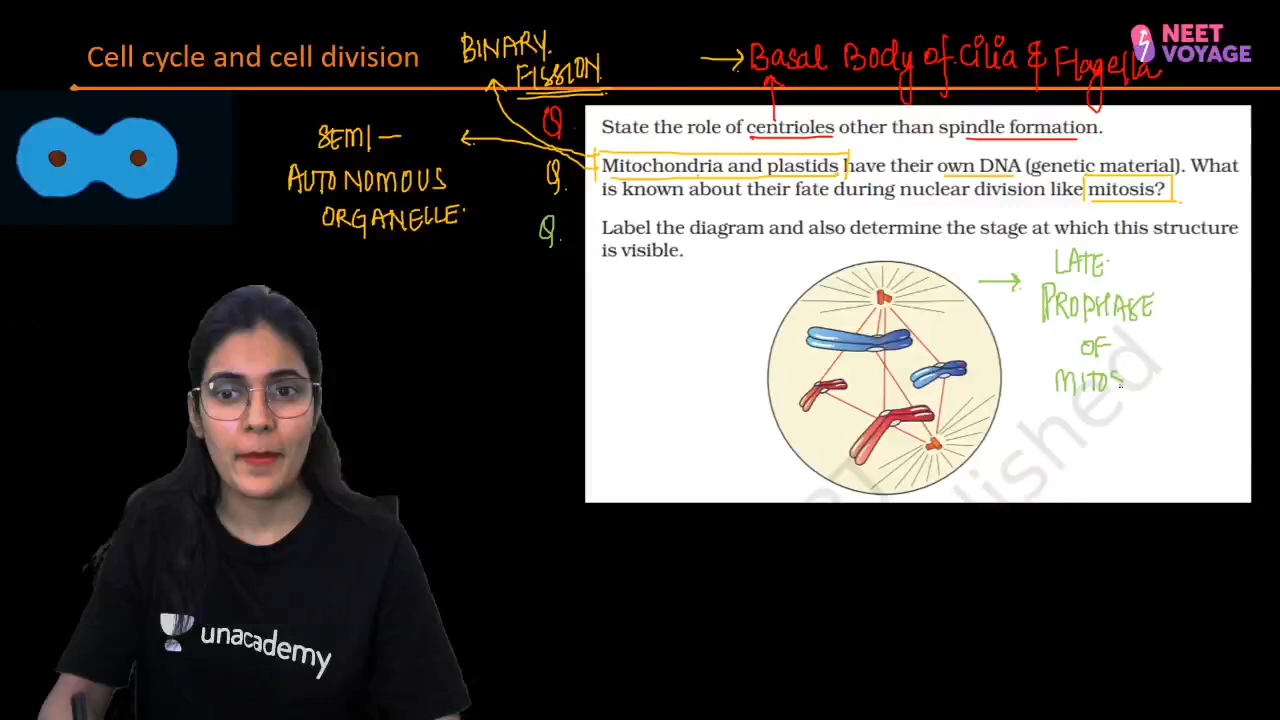 Cell cycle and cell division
BINARY.
FISSION
→ Basal Body of Cilia & Flagella
NEET
VOYAGE
SEMI –
AUTONOMOUS
ORGANELLE.
Q.
State the role of centrioles other than spindle formation.
Q.
Mitochondria and plastids have their own DNA (genetic material). What
is known about their fate during nuclear division like mitosis?
Q.
Label the diagram and also determine the stage at which this structure
is visible.
→ LATE
PROPHASE
OF
MITOS
unacademy